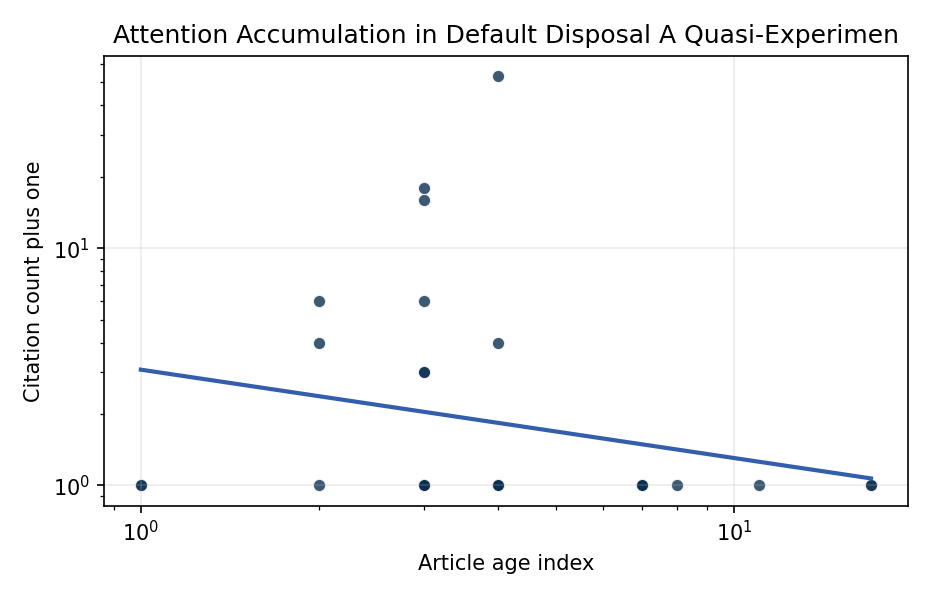 Attention Accumulation in Default Disposal A Quasi-Experimen
Citation count plus one
10¹
10⁰
10⁰
10¹
Article age index